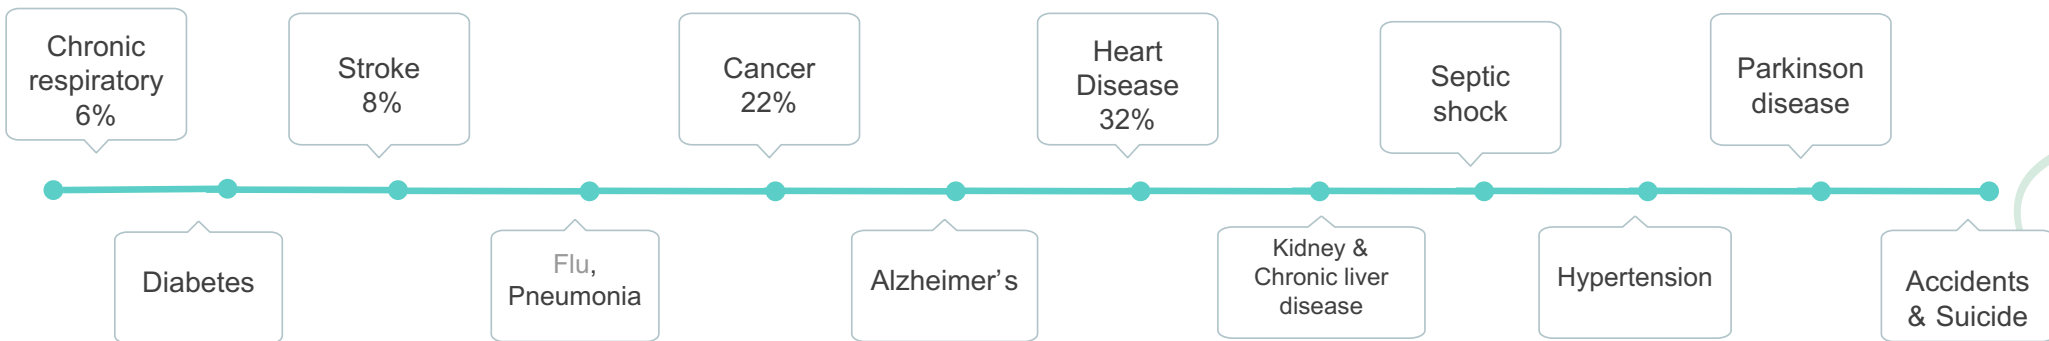 Chronic
respiratory
6%
Stroke
8%
Cancer
22%
Heart
Disease
32%
Septic
shock
Parkinson
disease
Diabetes
Flu,
Pneumonia
Alzheimer’s
Kidney &
Chronic liver
disease
Hypertension
Accidents
& Suicide